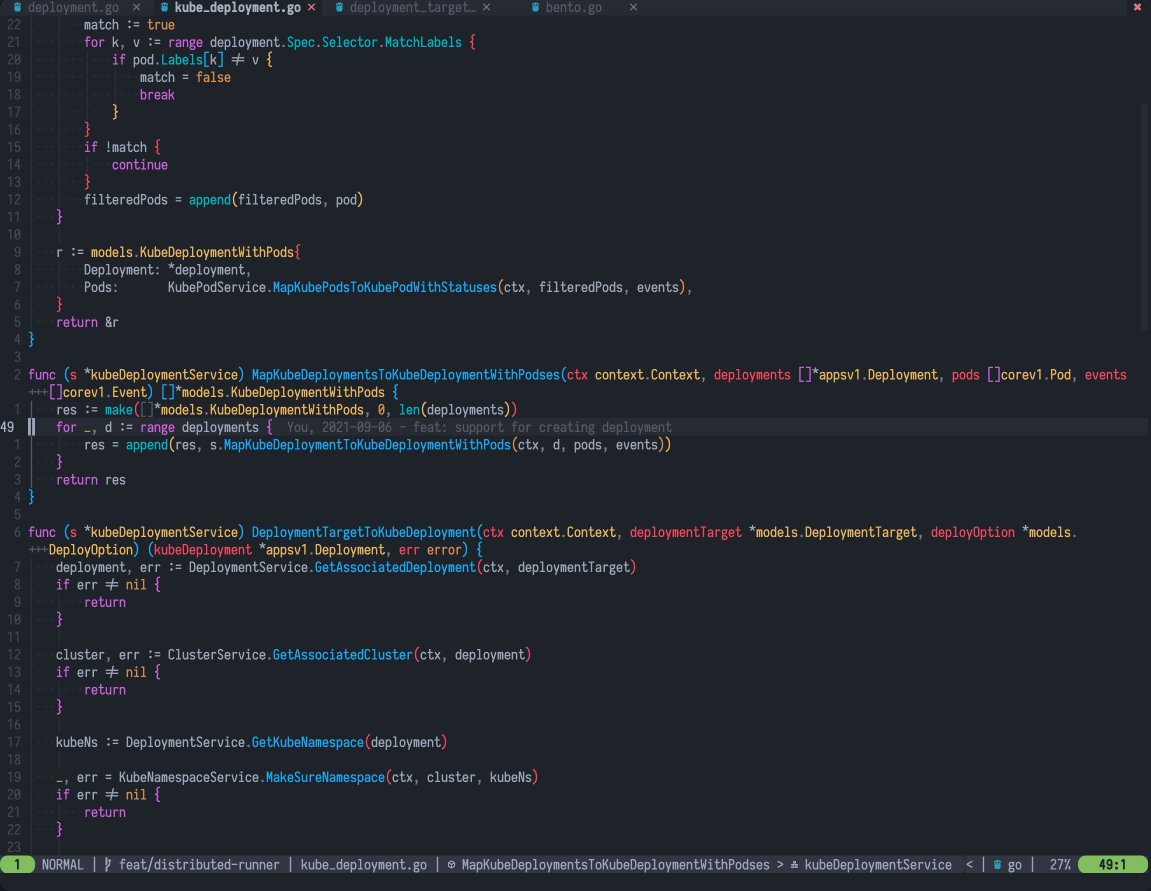 deployment.go × kube_deployment.go × deployment_target… × bento.go × ×
22 match := true
21 for k, v := range deployment.Spec.Selector.MatchLabels {
20 if pod.Labels[k] ≠ v {
19 match = false
18 break
17 }
16 }
15 if !match {
14 continue
13 }
12 filteredPods = append(filteredPods, pod)
11 }
10
9 r := models.KubeDeploymentWithPods{
8 Deployment: *deployment,
7 Pods: KubePodService.MapKubePodsToKubePodWithStatuses(ctx, filteredPods, events),
6 }
5 return &r
4 }
3
2 func (s *kubeDeploymentService) MapKubeDeploymentsToKubeDeploymentWithPodses(ctx context.Context, deployments []*appsv1.Deployment, pods []corev1.Pod, events
+++[]corev1.Event) []*models.KubeDeploymentWithPods {
1 res := make([]*models.KubeDeploymentWithPods, 0, len(deployments))
49 for _, d := range deployments { You, 2021-09-06 - feat: support for creating deployment
1 res = append(res, s.MapKubeDeploymentToKubeDeploymentWithPods(ctx, d, pods, events))
2 }
3 return res
4 }
5
6 func (s *kubeDeploymentService) DeploymentTargetToKubeDeployment(ctx context.Context, deploymentTarget *models.DeploymentTarget, deployOption *models.
+++DeployOption) (kubeDeployment *appsv1.Deployment, err error) {
7 deployment, err := DeploymentService.GetAssociatedDeployment(ctx, deploymentTarget)
8 if err ≠ nil {
9 return
10 }
11
12 cluster, err := ClusterService.GetAssociatedCluster(ctx, deployment)
13 if err ≠ nil {
14 return
15 }
16
17 kubeNs := DeploymentService.GetKubeNamespace(deployment)
18
19 _, err = KubeNamespaceService.MakeSureNamespace(ctx, cluster, kubeNs)
20 if err ≠ nil {
21 return
22 }
23
1 NORMAL | feat/distributed-runner | kube_deployment.go | MapKubeDeploymentsToKubeDeploymentWithPodses > kubeDeploymentService < | go | 27% 49:1